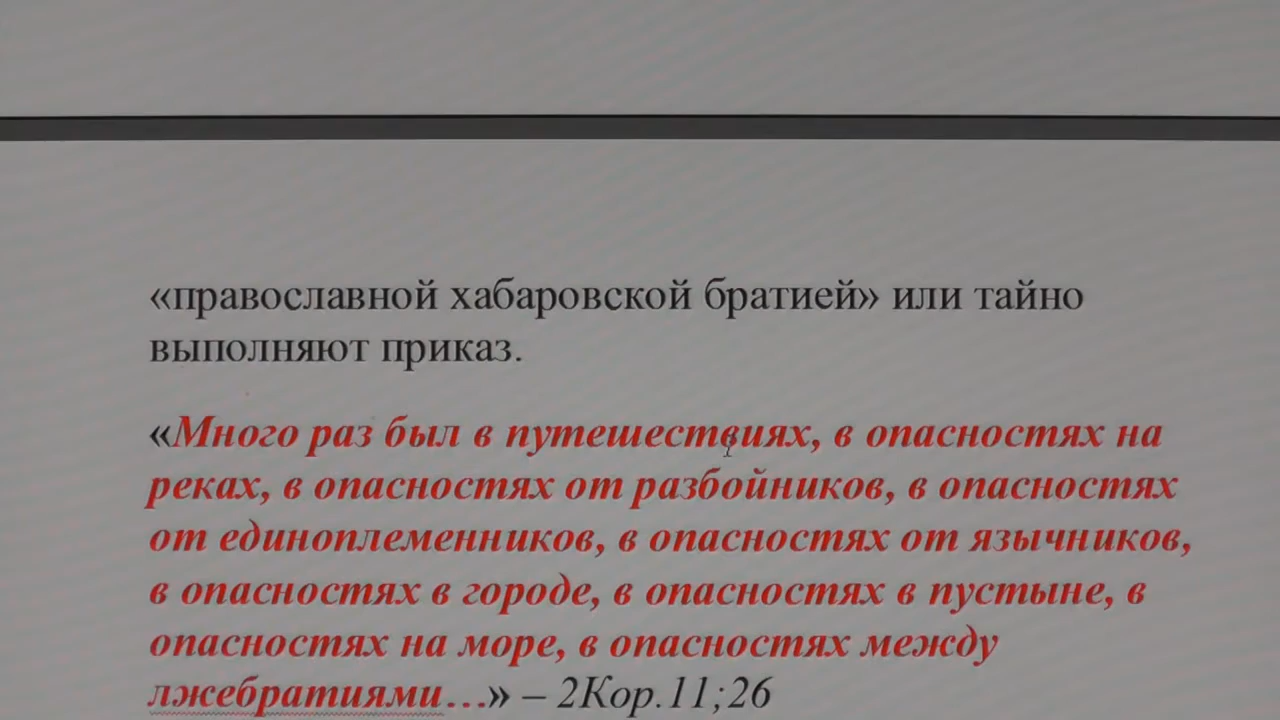 «православной хабаровской братией» или тайно
выполняют приказ.
«Много раз был в путешествиях, в опасностях на
реках, в опасностях от разбойников, в опасностях
от единоплеменников, в опасностях от язычников,
в опасностях в городе, в опасностях в пустыне, в
опасностях на море, в опасностях между
лжебратиями…» – 2Кор.11;26